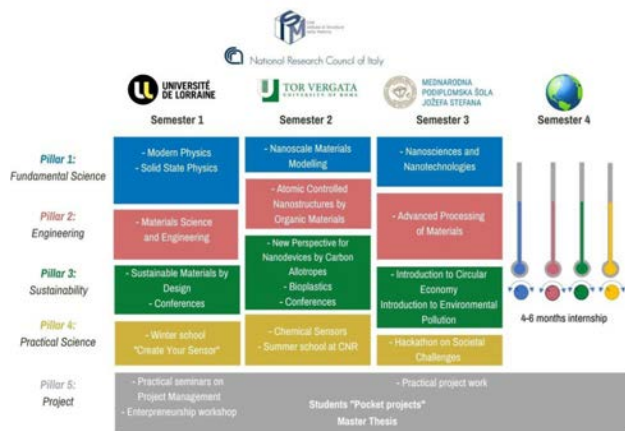 National Research Council of Italy
UNIVERSITÉ
DE LORRAINE
TOR VERGATA
UNIVERSITY OF ROME
MEDNARODNA
PODIPLOMSKA ŠOLA
JOŽEFA STEFANA
Semester 1
Semester 2
Semester 3
Semester 4
Pillar 1:
Fundamental Science
- Modern Physics
- Solid State Physics
- Nanoscale Materials
Modelling
- Nanosciences and
Nanotechnologies
Pillar 2:
Engineering
- Materials Science
and Engineering
- Atomic Controlled
Nanostructures by
Organic Materials
- Advanced Processing
of Materials
Pillar 3:
Sustainability
- Sustainable Materials by
Design
- Conferences
- New Perspective for
Nanodevices by Carbon
Allotropes
- Bioplastics
- Conferences
- Introduction to Circular
Economy
Introduction to Environmental
Pollution
4-6 months internship
Pillar 4:
Practical Science
- Winter school
"Create Your Sensor"
- Chemical Sensors
- Summer school at CNR
- Hackathon on Societal
Challenges
Pillar 5:
Project
- Practical seminars on
Project Management
- Enterpreneurship workshop
- Practical project work
Students "Pocket projects"
Master Thesis